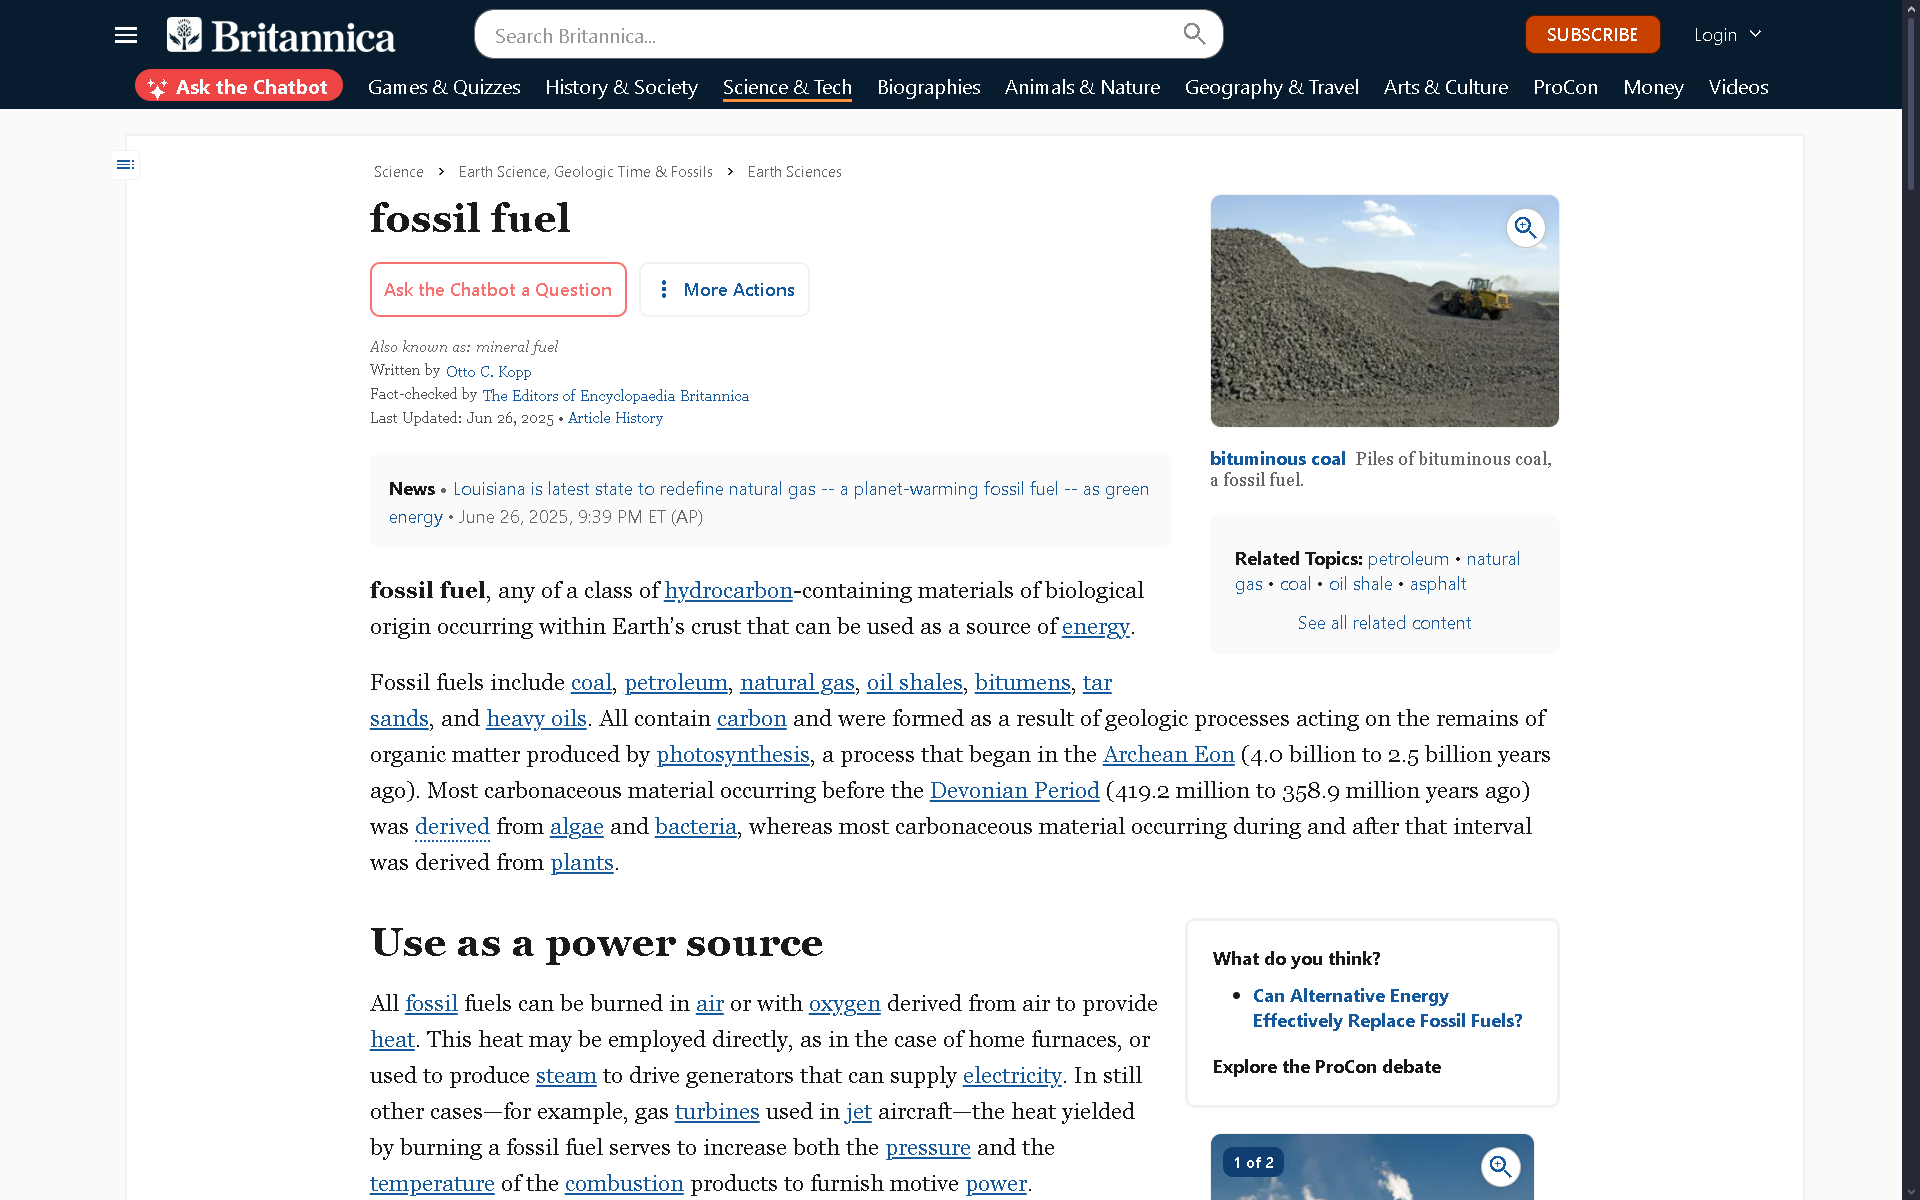 Britannica
Search Britannica...
SUBSCRIBE
Login
Ask the Chatbot
Games & Quizzes
History & Society
Science & Tech
Biographies
Animals & Nature
Geography & Travel
Arts & Culture
ProCon
Money
Videos
Science > Earth Science, Geologic Time & Fossils > Earth Sciences
fossil fuel
Ask the Chatbot a Question
More Actions
Also known as: mineral fuel
Written by Otto C. Kopp
Fact-checked by The Editors of Encyclopaedia Britannica
Last Updated: Jun 26, 2025 • Article History
News • Louisiana is latest state to redefine natural gas -- a planet-warming fossil fuel -- as green
energy • June 26, 2025, 9:39 PM ET (AP)
bituminous coal Piles of bituminous coal,
a fossil fuel.
Related Topics: petroleum • natural
gas • coal • oil shale • asphalt
See all related content
fossil fuel, any of a class of hydrocarbon-containing materials of biological
origin occurring within Earth's crust that can be used as a source of energy.
Fossil fuels include coal, petroleum, natural gas, oil shales, bitumens, tar
sands, and heavy oils. All contain carbon and were formed as a result of geologic processes acting on the remains of
organic matter produced by photosynthesis, a process that began in the Archean Eon (4.0 billion to 2.5 billion years
ago). Most carbonaceous material occurring before the Devonian Period (419.2 million to 358.9 million years ago)
was derived from algae and bacteria, whereas most carbonaceous material occurring during and after that interval
was derived from plants.
Use as a power source
All fossil fuels can be burned in air or with oxygen derived from air to provide
heat. This heat may be employed directly, as in the case of home furnaces, or
used to produce steam to drive generators that can supply electricity. In still
other cases—for example, gas turbines used in jet aircraft—the heat yielded
by burning a fossil fuel serves to increase both the pressure and the
temperature of the combustion products to furnish motive power.
What do you think?
• Can Alternative Energy
Effectively Replace Fossil Fuels?
Explore the ProCon debate
1 of 2